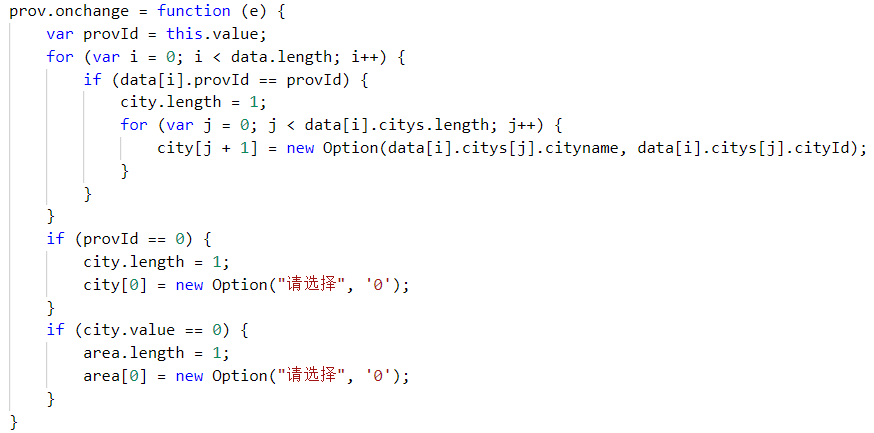 prov.onchange = function (e) {
    var provId = this.value;
    for (var i = 0; i < data.length; i++) {
        if (data[i].provId == provId) {
            city.length = 1;
            for (var j = 0; j < data[i].citys.length; j++) {
                city[j + 1] = new Option(data[i].citys[j].cityname, data[i].citys[j].cityId);
            }
        }
    }
    if (provId == 0) {
        city.length = 1;
        city[0] = new Option("请选择", '0');
    }
    if (city.value == 0) {
        area.length = 1;
        area[0] = new Option("请选择", '0');
    }
}